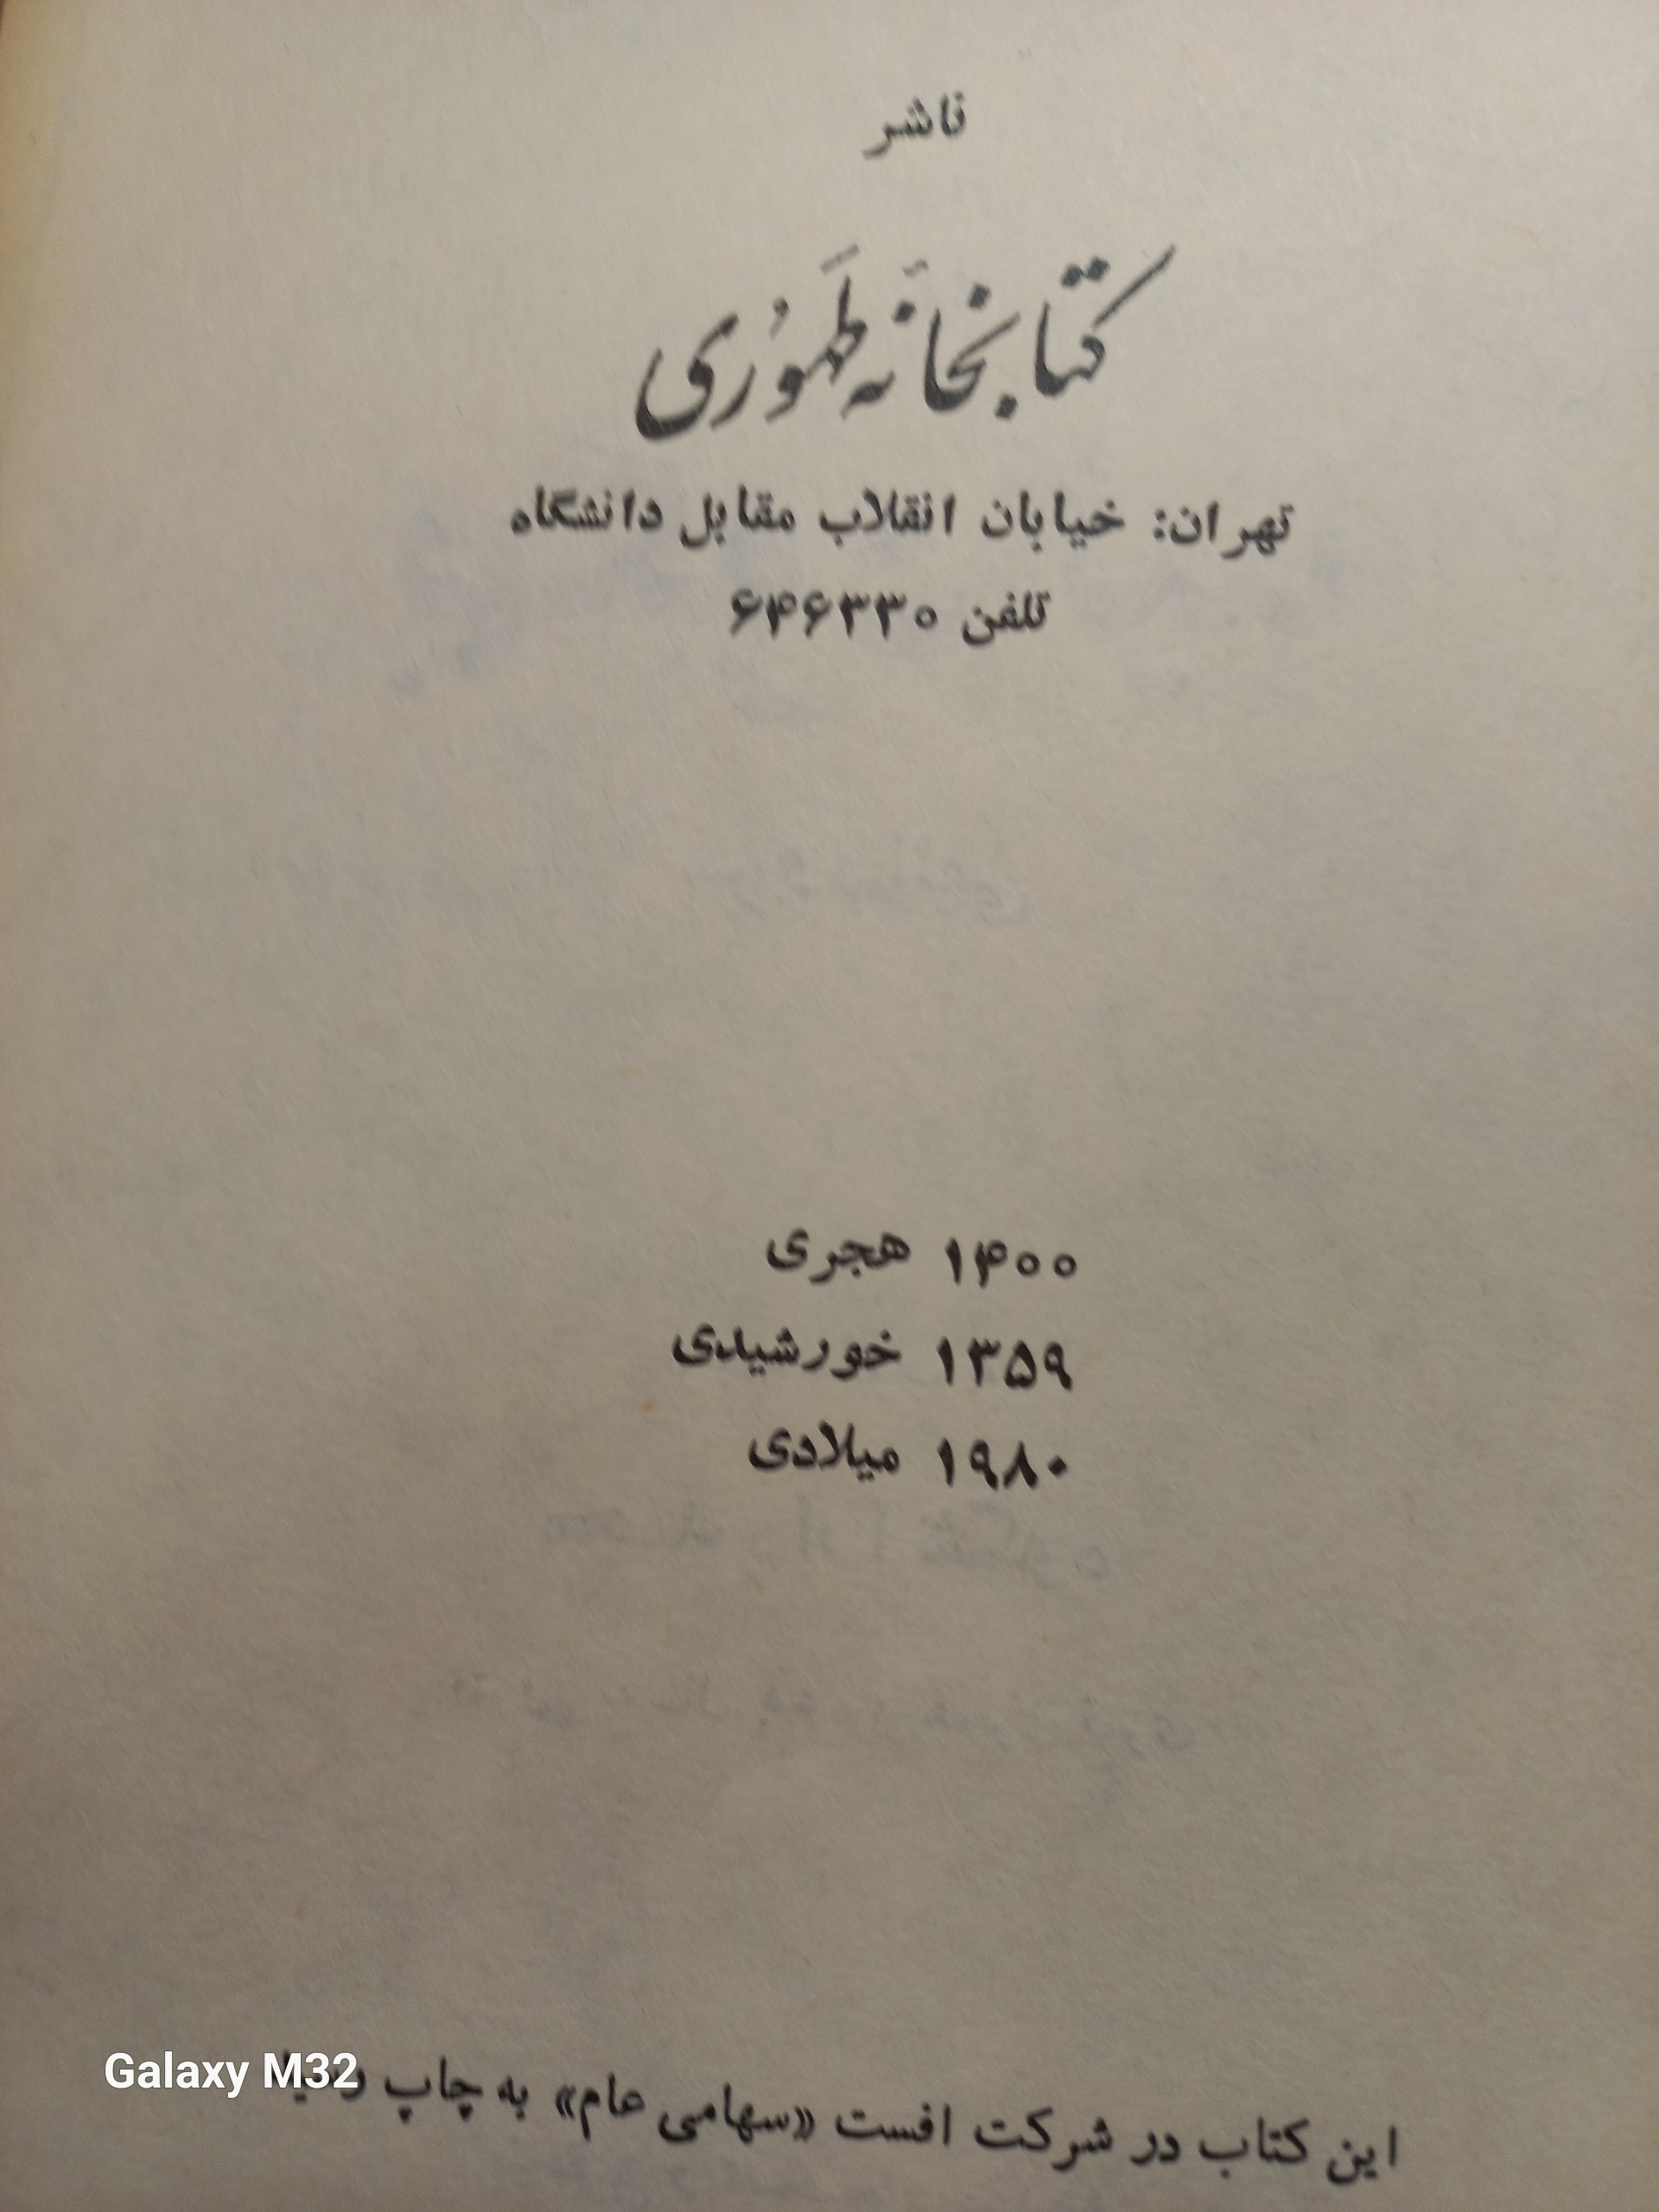 ناشر
کتابخانه طهوری
تهران: خیابان انقلاب مقابل دانشگاه
تلفن ۶۴۶۳۳۰
۱۴۰۰ هجری
۱۳۵۹ خورشیدی
۱۹۸۰ میلادی
Galaxy M32
این کتاب در شرکت افست «سهامی عام» به چاپ